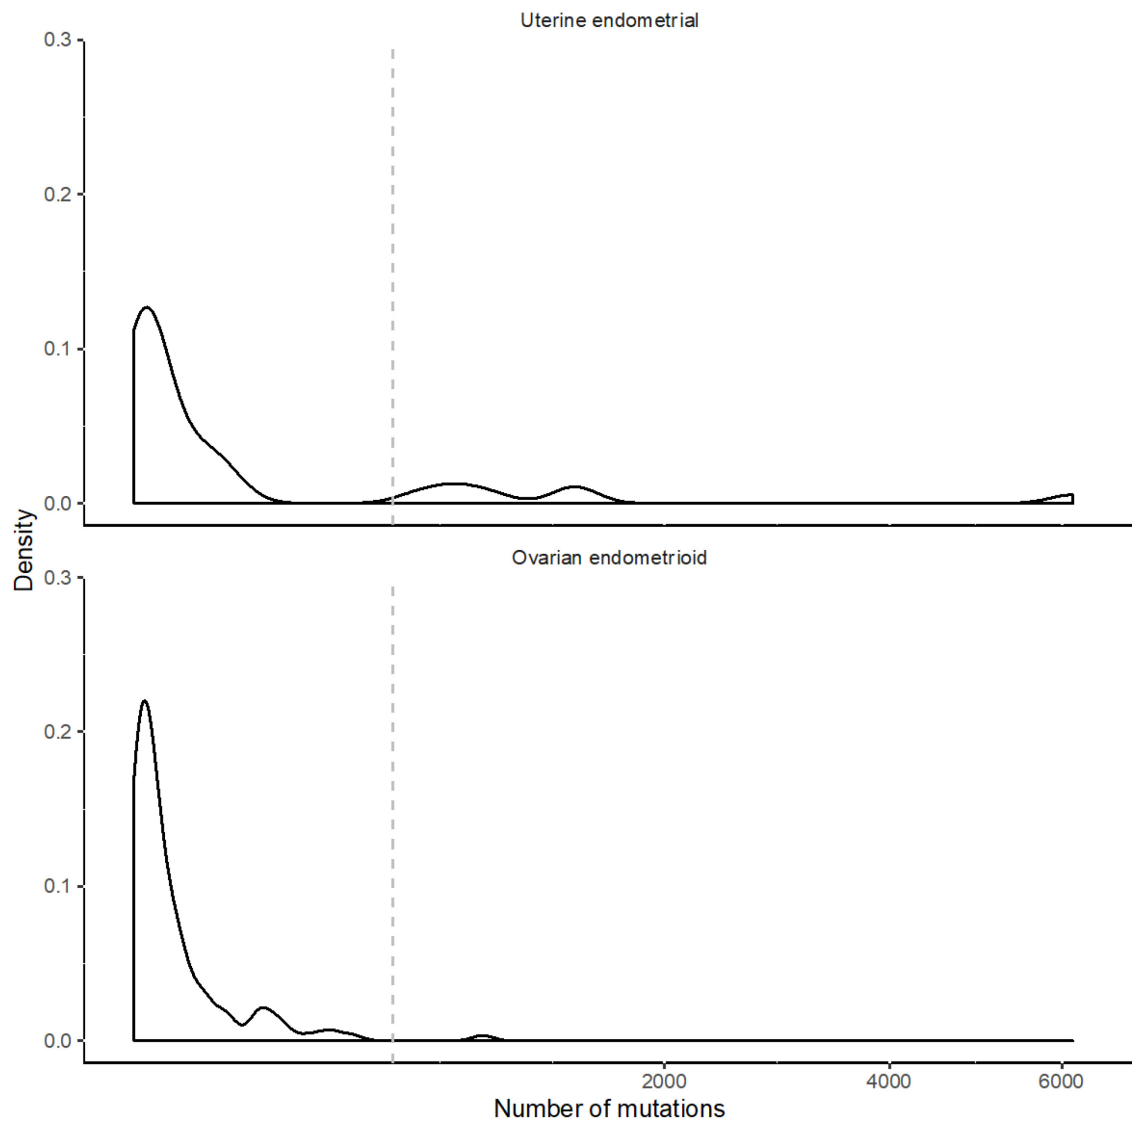 Uterine endometrial
0.3
0.2
0.1
0.0
Density
Ovarian endometrioid
0.3
0.2
0.1
0.0
2000 4000 6000
Number of mutations